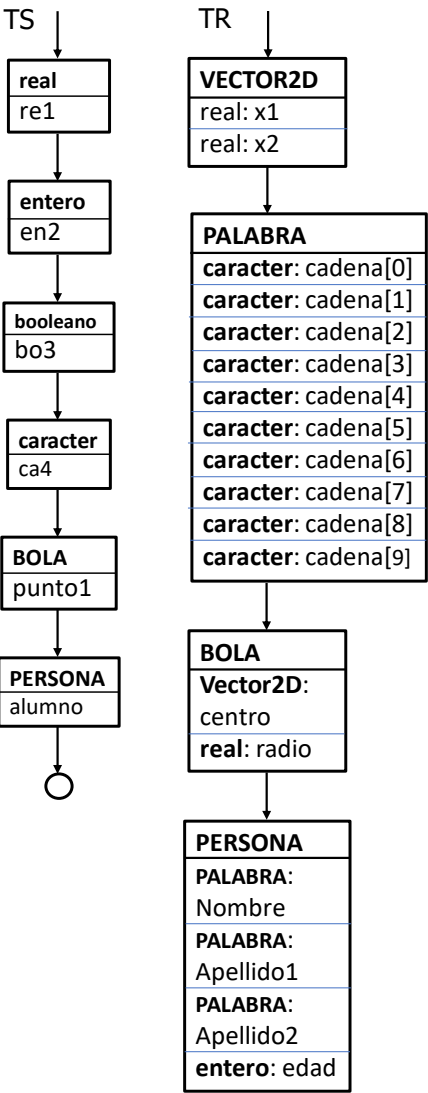 TS
real
re1
entero
en2
booleano
bo3
caracter
ca4
BOLA
punto1
PERSONA
alumno
TR
VECTOR2D
real: x1
real: x2
PALABRA
caracter: cadena[0]
caracter: cadena[1]
caracter: cadena[2]
caracter: cadena[3]
caracter: cadena[4]
caracter: cadena[5]
caracter: cadena[6]
caracter: cadena[7]
caracter: cadena[8]
caracter: cadena[9]
BOLA
Vector2D:
centro
real: radio
PERSONA
PALABRA:
Nombre
PALABRA:
Apellido1
PALABRA:
Apellido2
entero: edad